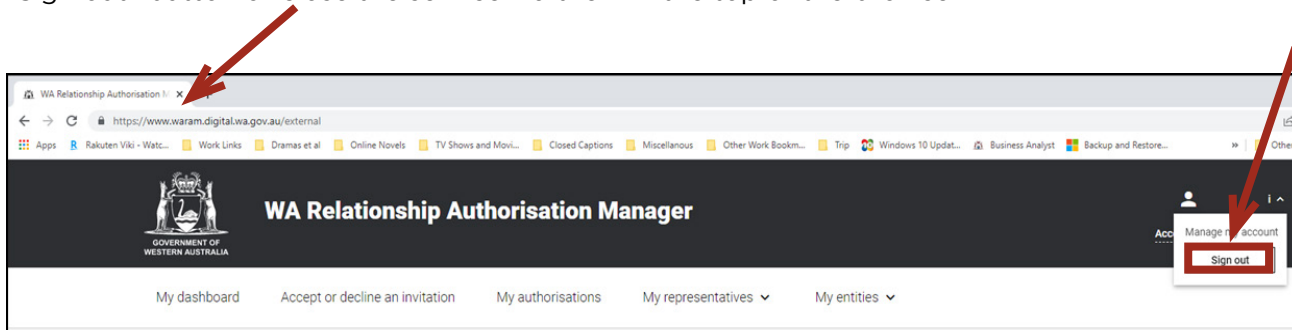 WA Relationship Authorisation M
https://www.waram.digital.wa.gov.au/external
Apps Rakuten Viki - Watc... Work Links Dramas et al Online Novels TV Shows and Movi... Closed Captions Miscellanous Other Work Bookm... Trip Windows 10 Updat... Business Analyst Backup and Restore... » Othe
WA Relationship Authorisation Manager
GOVERNMENT OF
WESTERN AUSTRALIA
i
Acc
Manage my account
Sign out
My dashboard Accept or decline an invitation My authorisations My representatives My entities